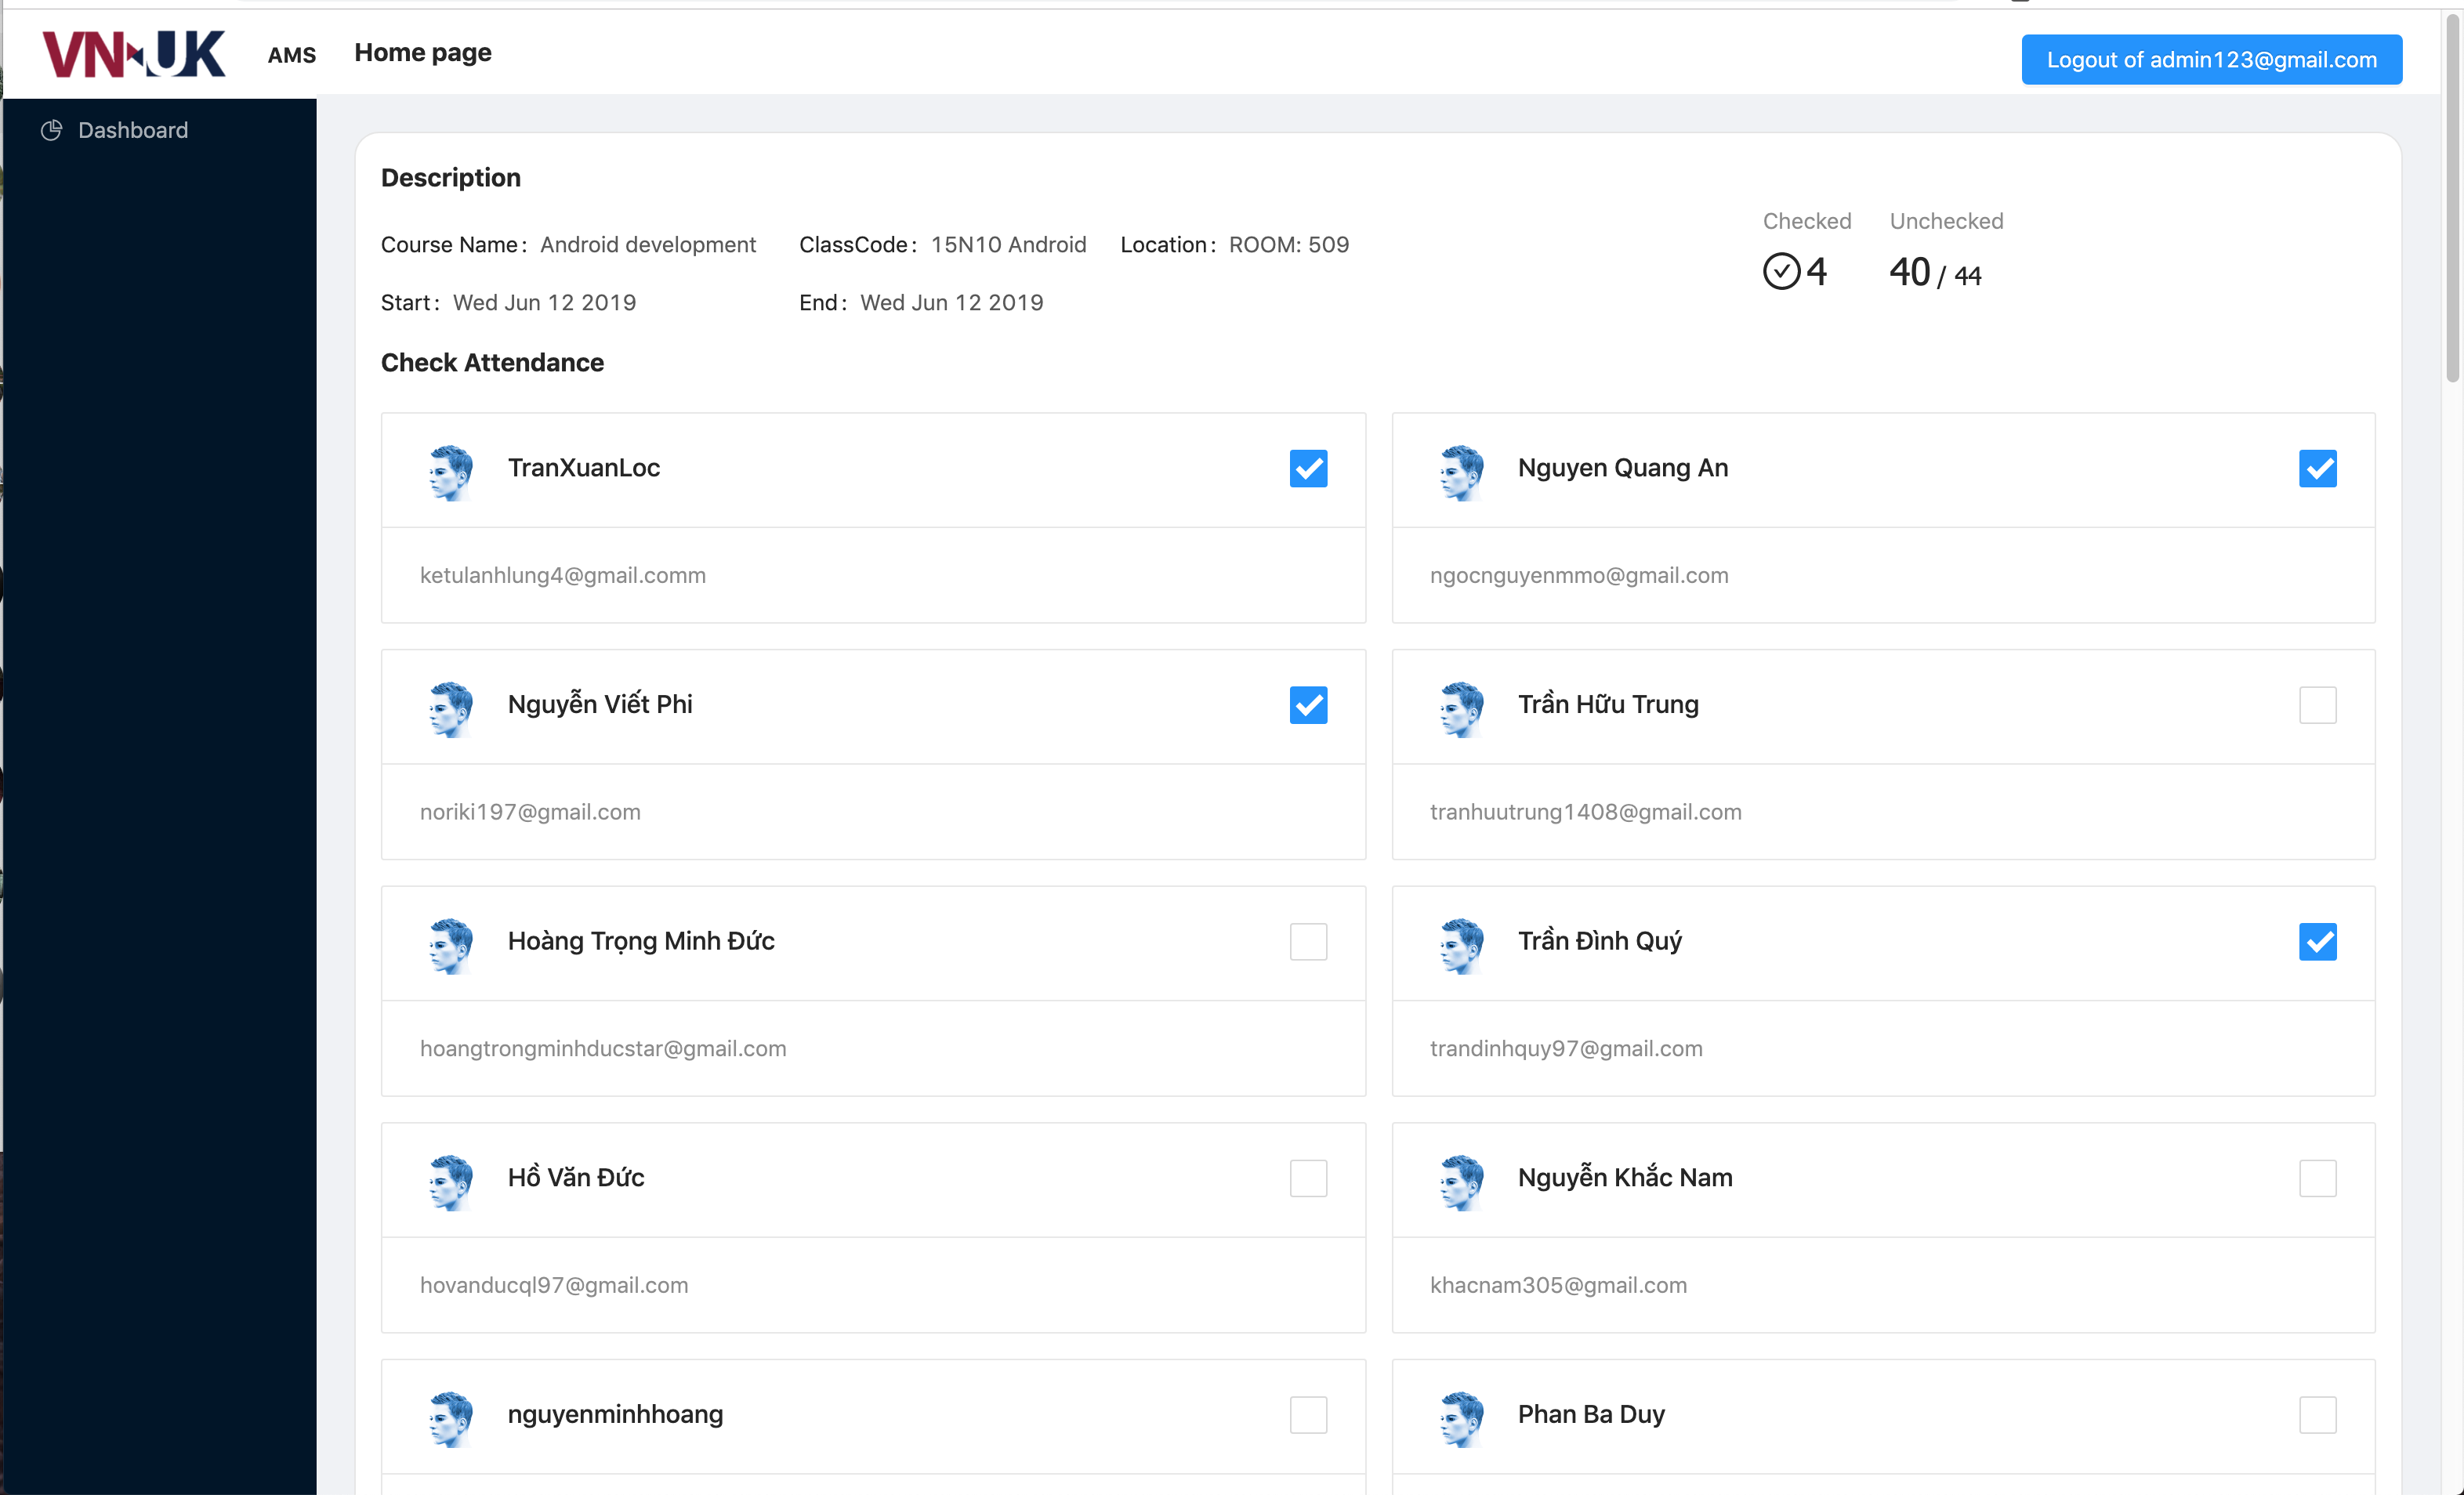 VN UK AMS Home page Logout of admin123@gmail.com
Dashboard
Description
Checked Unchecked
Course Name: Android development ClassCode: 15N10 Android Location: ROOM: 509
4 40 / 44
Start: Wed Jun 12 2019 End: Wed Jun 12 2019
Check Attendance
TranXuanLoc
ketulanhlung4@gmail.comm
Nguyen Quang An
ngocnguyenmmo@gmail.com
Nguyễn Viết Phi
noriki197@gmail.com
Trần Hữu Trung
tranhuutrung1408@gmail.com
Hoàng Trọng Minh Đức
hoangtrongminhducstar@gmail.com
Trần Đình Quý
trandinhquy97@gmail.com
Hồ Văn Đức
hovanducql97@gmail.com
Nguyễn Khắc Nam
khacnam305@gmail.com
nguyenminhhoang
Phan Ba Duy